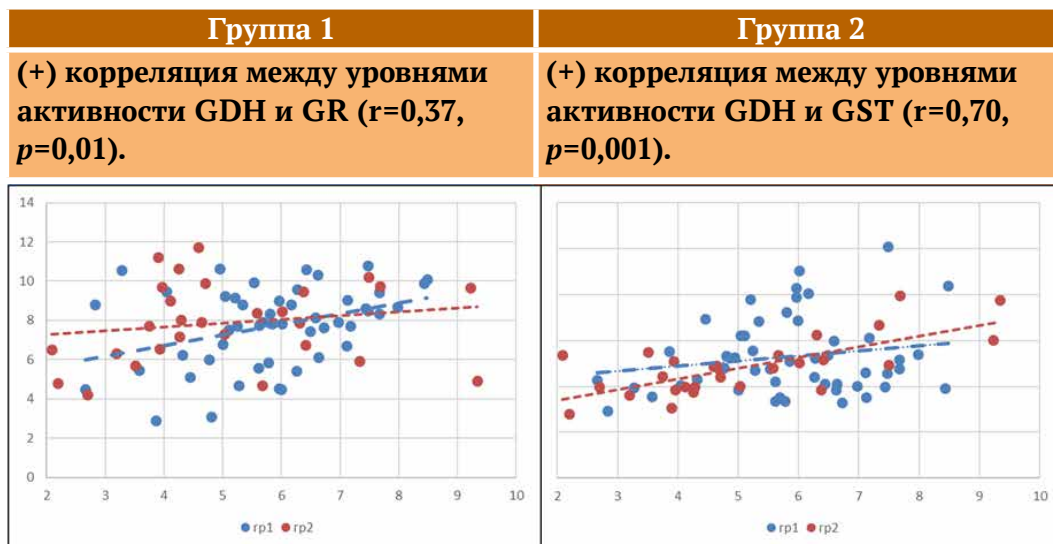 Группа 1
Группа 2
(+) корреляция между уровнями
активности GDH и GR (r=0,37,
p=0,01).
(+) корреляция между уровнями
активности GDH и GST (r=0,70,
p=0,001).
14
12
10
8
6
4
2
0
2 3 4 5 6 7 8 9 10
гр1 гр2
2 3 4 5 6 7 8 9 10
гр1 гр2